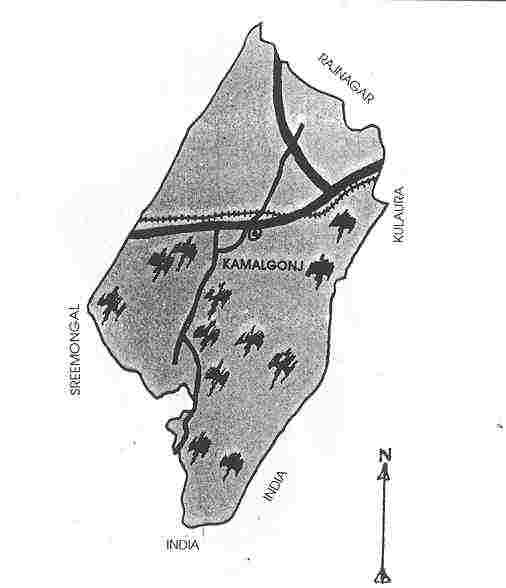 RAJNAGAR
KULAURA
KAMALGONJ
SREEMONGAL
INDIA
INDIA
N